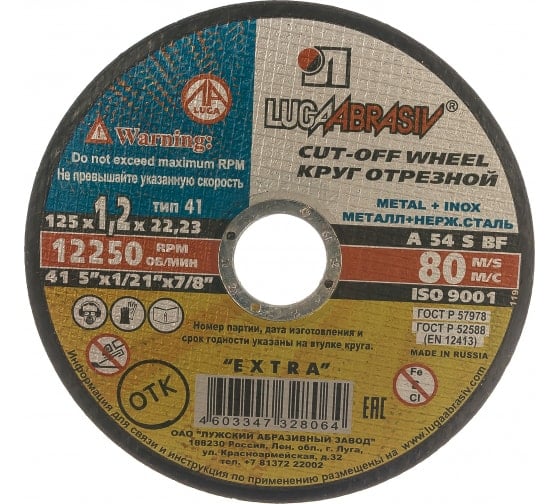 LUGA
Warning:
Do not exceed maximum RPM
Не превышайте указанную скорость
тип 41
125 x 1,2 x 22,23
12250 RPM ОБ/МИН
41 5"x1/21"x7/8"
LUGAABRASIV®
CUT-OFF WHEEL
КРУГ ОТРЕЗНОЙ
METAL + INOX
МЕТАЛЛ+НЕРЖ.СТАЛЬ
A 54 S BF
80 M/S М/С
ISO 9001
119
ГОСТ Р 57978
ГОСТ Р 52588
(EN 12413)
MADE IN RUSSIA
Номер партии, дата изготовения и
срок годности указаны на втулке круга.
"EXTRA"
ОТК
4 603347 328064
EAC
Fe
S
Cl
ОАО "ЛУЖСКИЙ АБРАЗИВНЫЙ ЗАВОД"
188230 Россия, Лен. обл., г. Луга,
ул. Красноармейская, д.32
тел. +7 81372 22002
Информация для связи и инструкция по применению размещены на www.lugaabrasiv.com